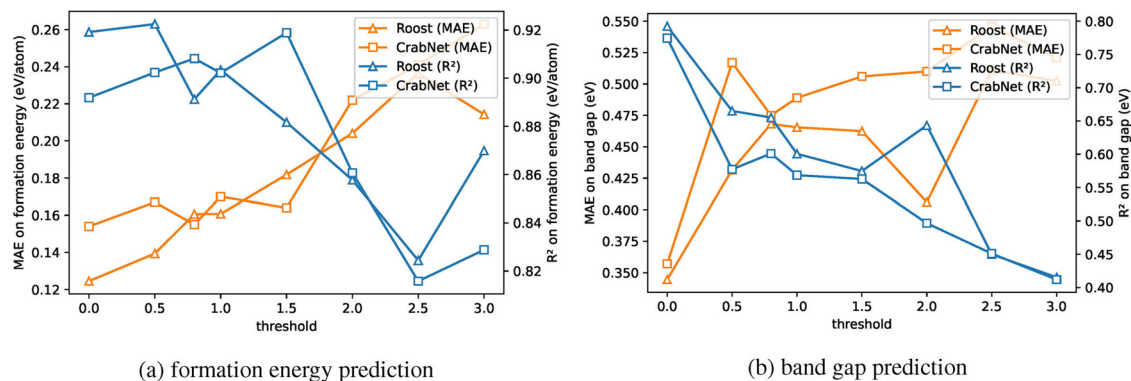 0.26
0.24
0.22
0.20
0.18
0.16
0.14
0.12
MAE on formation energy (eV/atom)
Roost (MAE)
CrabNet (MAE)
Roost (R²)
CrabNet (R²)
0.92
0.90
0.88
0.86
0.84
0.82
R² on formation energy (eV/atom)
0.0 0.5 1.0 1.5 2.0 2.5 3.0
threshold
(a) formation energy prediction
0.550
0.525
0.500
0.475
0.450
0.425
0.400
0.375
0.350
MAE on band gap (eV)
Roost (MAE)
CrabNet (MAE)
Roost (R²)
CrabNet (R²)
0.80
0.75
0.70
0.65
0.60
0.55
0.50
0.45
0.40
R² on band gap (eV)
0.0 0.5 1.0 1.5 2.0 2.5 3.0
threshold
(b) band gap prediction